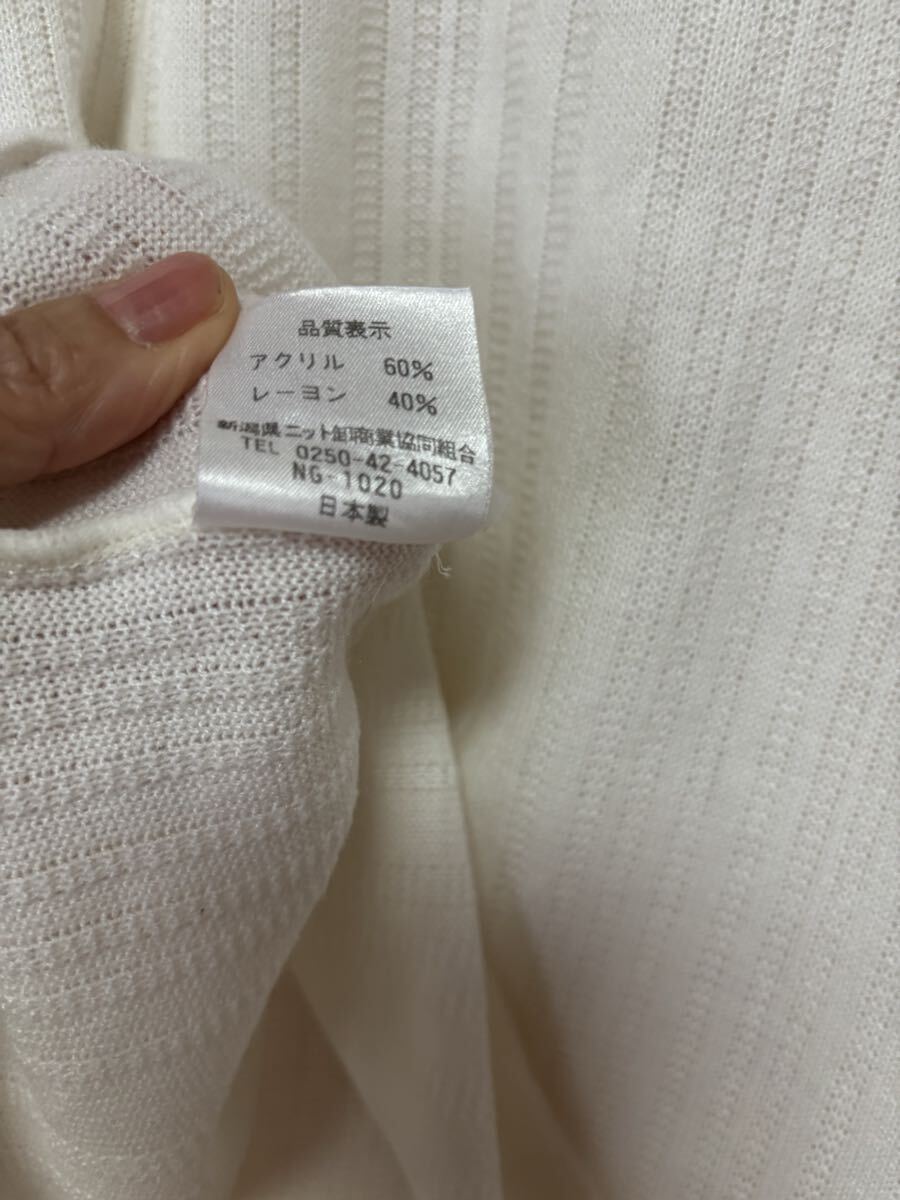 品質表示
アクリル 60%
レーヨン 40%
新潟県ニット卸商業協同組合
TEL 0250-42-4057
NG-1020
日本製